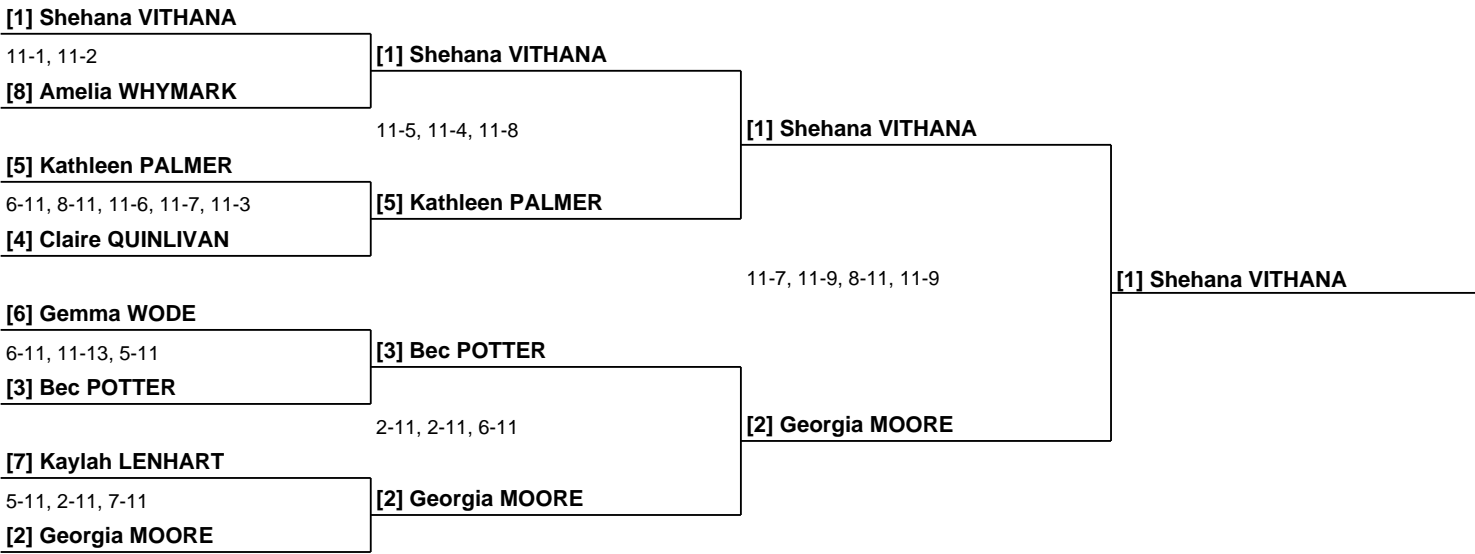 [1] Shehana VITHANA
11-1, 11-2
[8] Amelia WHYMARK
[1] Shehana VITHANA
11-5, 11-4, 11-8
[5] Kathleen PALMER
6-11, 8-11, 11-6, 11-7, 11-3
[4] Claire QUINLIVAN
[5] Kathleen PALMER
[1] Shehana VITHANA
11-7, 11-9, 8-11, 11-9
[1] Shehana VITHANA
[6] Gemma WODE
6-11, 11-13, 5-11
[3] Bec POTTER
[3] Bec POTTER
2-11, 2-11, 6-11
[2] Georgia MOORE
[7] Kaylah LENHART
5-11, 2-11, 7-11
[2] Georgia MOORE
[2] Georgia MOORE